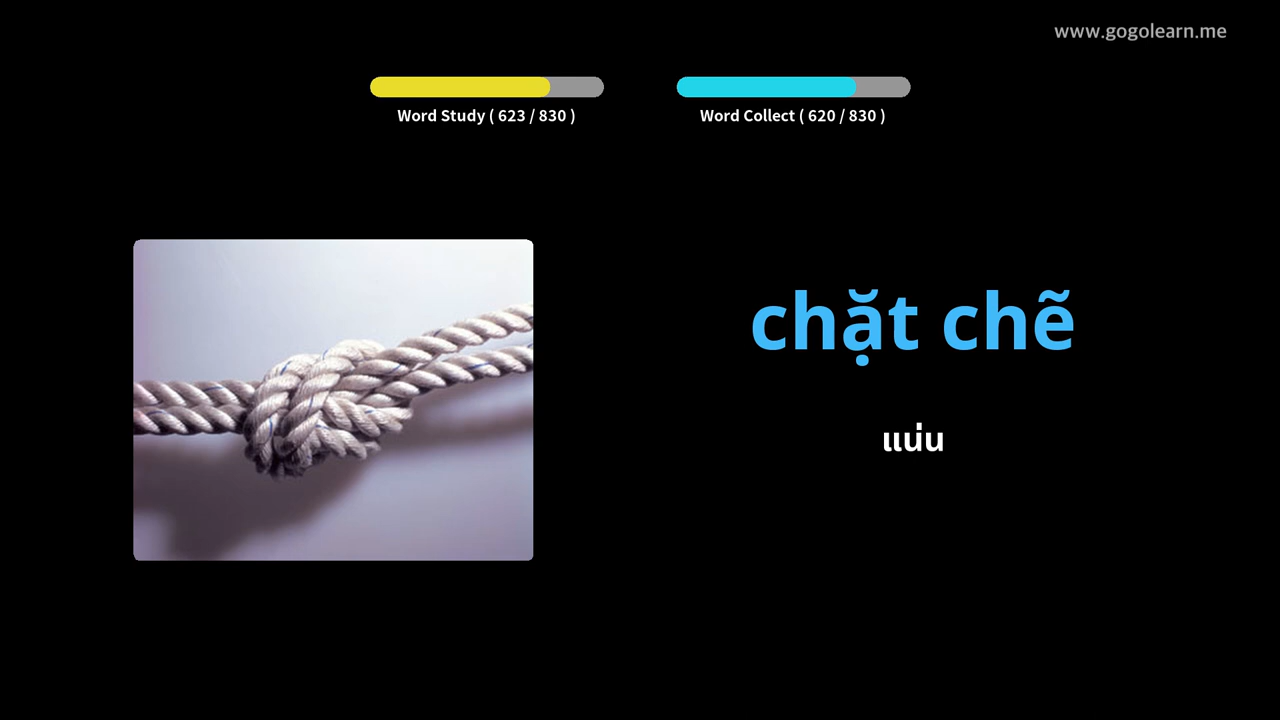 www.gogolearn.me
Word Study ( 623 / 830 )
Word Collect ( 620 / 830 )
chặt chẽ
แน่น